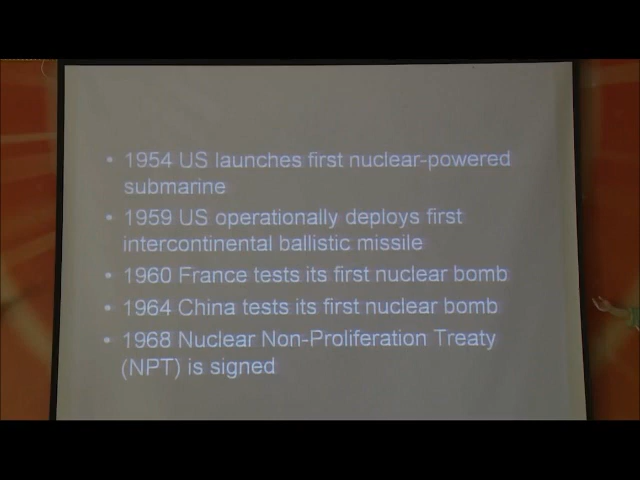 • 1954 US launches first nuclear-powered
submarine
• 1959 US operationally deploys first
intercontinental ballistic missile
• 1960 France tests its first nuclear bomb
• 1964 China tests its first nuclear bomb
• 1968 Nuclear Non-Proliferation Treaty
(NPT) is signed